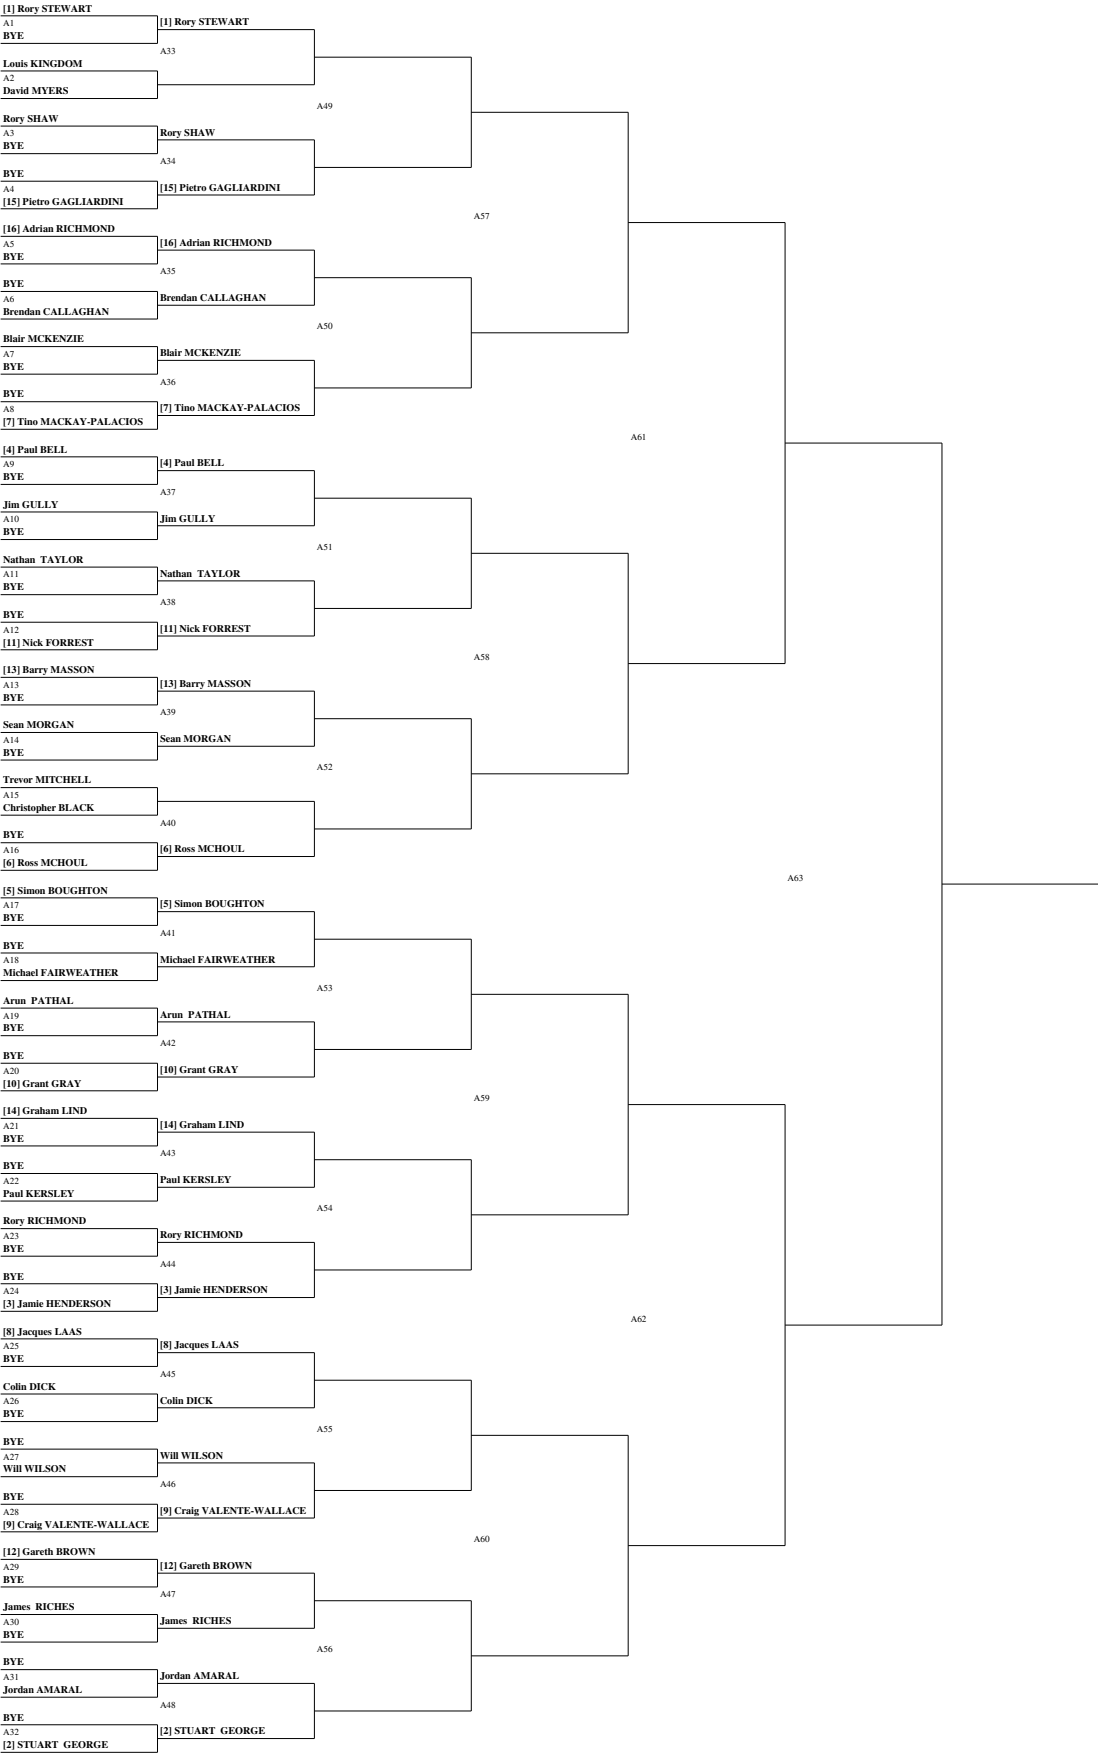 [1] Rory STEWART
A1
BYE
[1] Rory STEWART
A33
Louis KINGDOM
A2
David MYERS
A49
Rory SHAW
A3
BYE
Rory SHAW
A34
BYE
A4
[15] Pietro GAGLIARDINI
[15] Pietro GAGLIARDINI
A57
[16] Adrian RICHMOND
A5
BYE
[16] Adrian RICHMOND
A35
BYE
A6
Brendan CALLAGHAN
Brendan CALLAGHAN
A50
Blair MCKENZIE
A7
BYE
Blair MCKENZIE
A36
BYE
A8
[7] Tino MACKAY-PALACIOS
[7] Tino MACKAY-PALACIOS
A61
[4] Paul BELL
A9
BYE
[4] Paul BELL
A37
Jim GULLY
A10
BYE
Jim GULLY
A51
Nathan TAYLOR
A11
BYE
Nathan TAYLOR
A38
BYE
A12
[11] Nick FORREST
[11] Nick FORREST
A58
[13] Barry MASSON
A13
BYE
[13] Barry MASSON
A39
Sean MORGAN
A14
BYE
Sean MORGAN
A52
Trevor MITCHELL
A15
Christopher BLACK
A40
BYE
A16
[6] Ross MCHOUL
[6] Ross MCHOUL
A63
[5] Simon BOUGHTON
A17
BYE
[5] Simon BOUGHTON
A41
BYE
A18
Michael FAIRWEATHER
Michael FAIRWEATHER
A53
Arun PATHAL
A19
BYE
Arun PATHAL
A42
BYE
A20
[10] Grant GRAY
[10] Grant GRAY
A59
[14] Graham LIND
A21
BYE
[14] Graham LIND
A43
BYE
A22
Paul KERSLEY
Paul KERSLEY
A54
Rory RICHMOND
A23
BYE
Rory RICHMOND
A44
BYE
A24
[3] Jamie HENDERSON
[3] Jamie HENDERSON
A62
[8] Jacques LAAS
A25
BYE
[8] Jacques LAAS
A45
Colin DICK
A26
BYE
Colin DICK
A55
BYE
A27
Will WILSON
Will WILSON
A46
BYE
A28
[9] Craig VALENTE-WALLACE
[9] Craig VALENTE-WALLACE
A60
[12] Gareth BROWN
A29
BYE
[12] Gareth BROWN
A47
James RICHES
A30
BYE
James RICHES
A56
BYE
A31
Jordan AMARAL
Jordan AMARAL
A48
BYE
A32
[2] STUART GEORGE
[2] STUART GEORGE